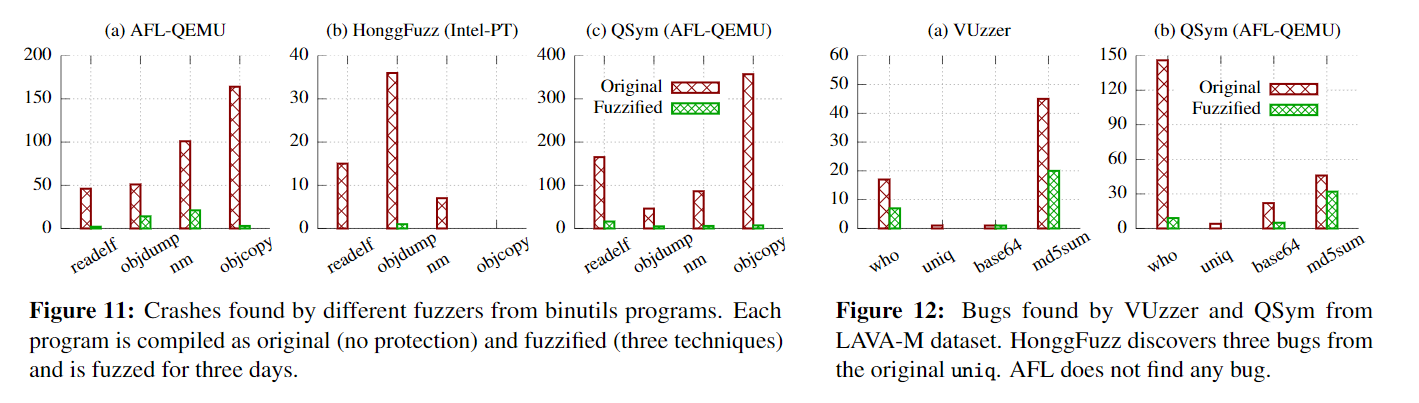 (a) AFL-QEMU
200
150
100
50
0
readelf
objdump
nm
objcopy
(b) HonggFuzz (Intel-PT)
40
30
20
10
0
readelf
objdump
nm
objcopy
(c) QSym (AFL-QEMU)
400
300
200
100
0
Original
Fuzzified
readelf
objdump
nm
objcopy
Figure 11: Crashes found by different fuzzers from binutils programs. Each
program is compiled as original (no protection) and fuzzified (three techniques)
and is fuzzed for three days.
(a) VUzzer
60
50
40
30
20
10
0
who
uniq
base64
md5sum
(b) QSym (AFL-QEMU)
150
120
90
60
30
0
Original
Fuzzified
who
uniq
base64
md5sum
Figure 12: Bugs found by VUzzer and QSym from
LAVA-M dataset. HonggFuzz discovers three bugs from
the original uniq. AFL does not find any bug.